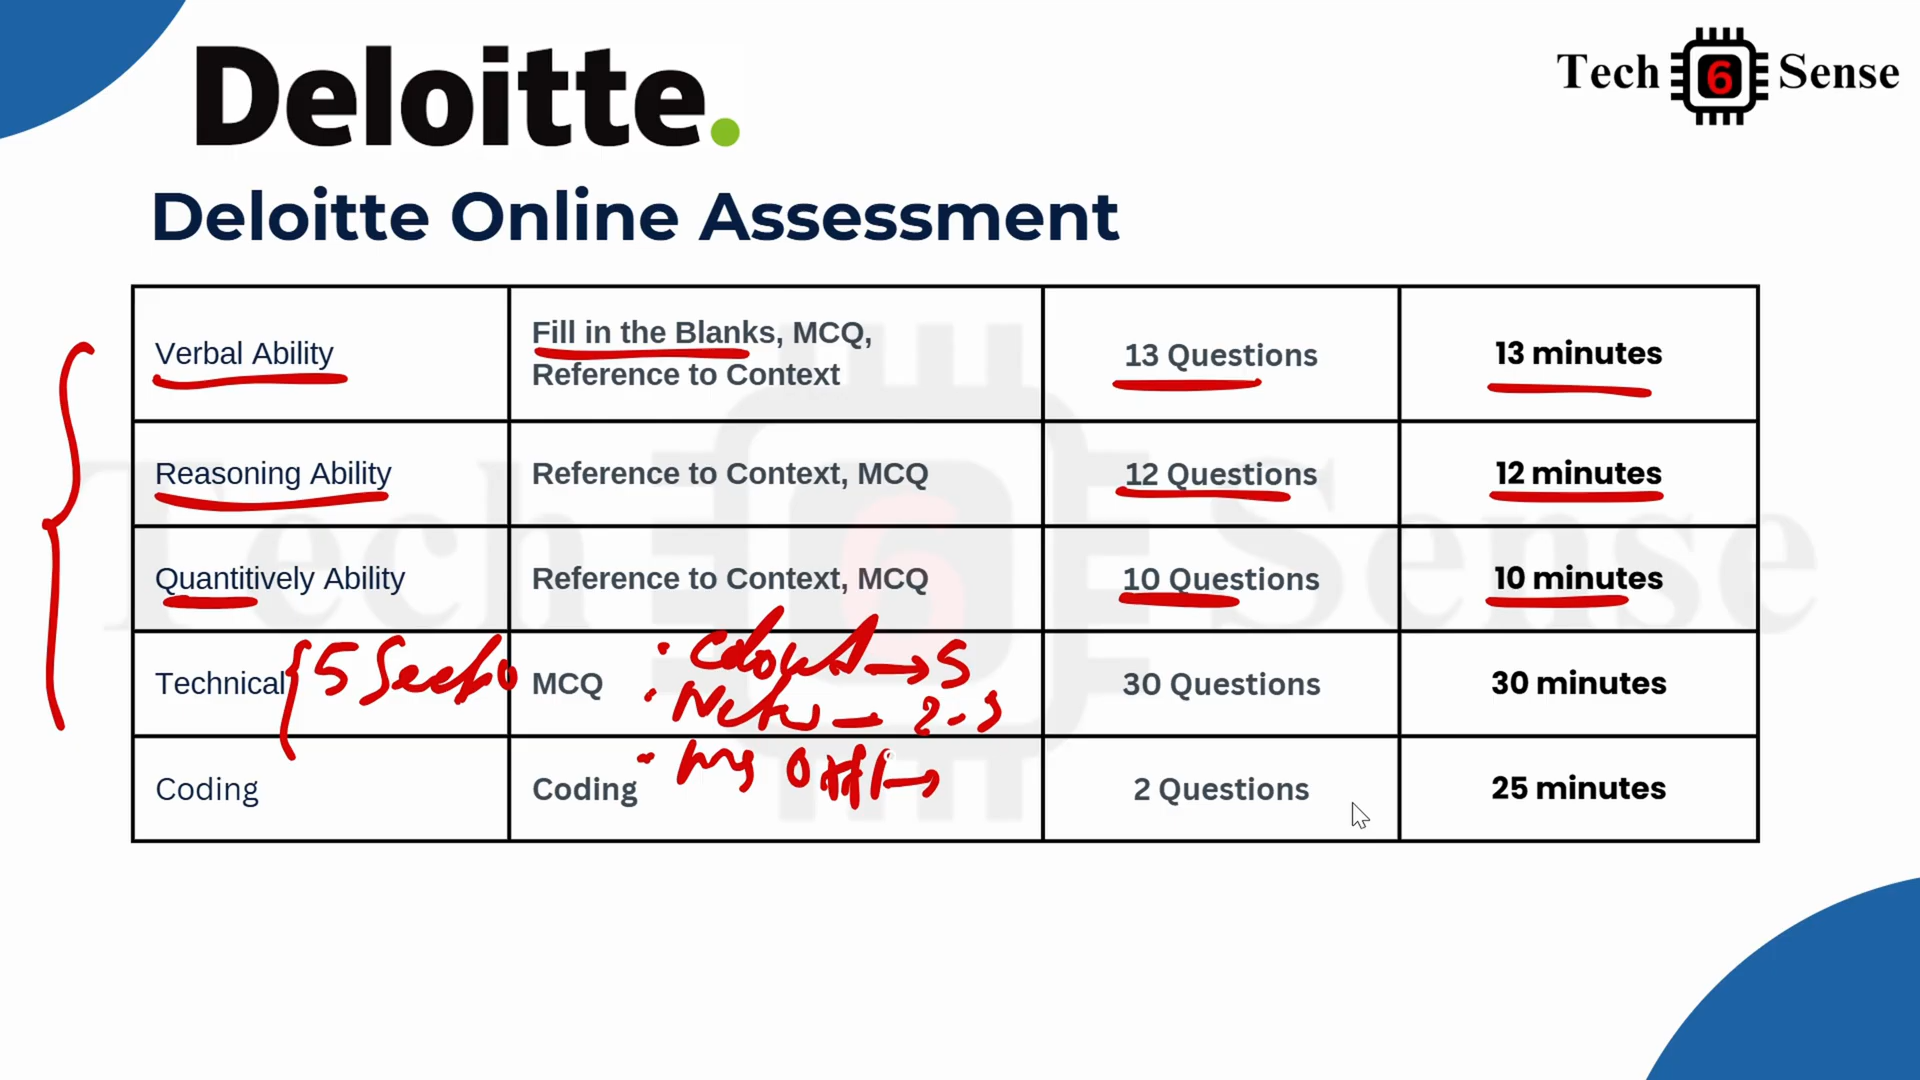 Deloitte.
Tech 6 Sense
Deloitte Online Assessment
Verbal Ability
Fill in the Blanks, MCQ,
Reference to Context
13 Questions
13 minutes
Reasoning Ability
Reference to Context, MCQ
12 Questions
12 minutes
Quantitively Ability
Reference to Context, MCQ
10 Questions
10 minutes
Technical
5
MCQ
→ 5
2-3
30 Questions
30 minutes
Coding
Coding
2 Questions
25 minutes
Tech 6 Sense